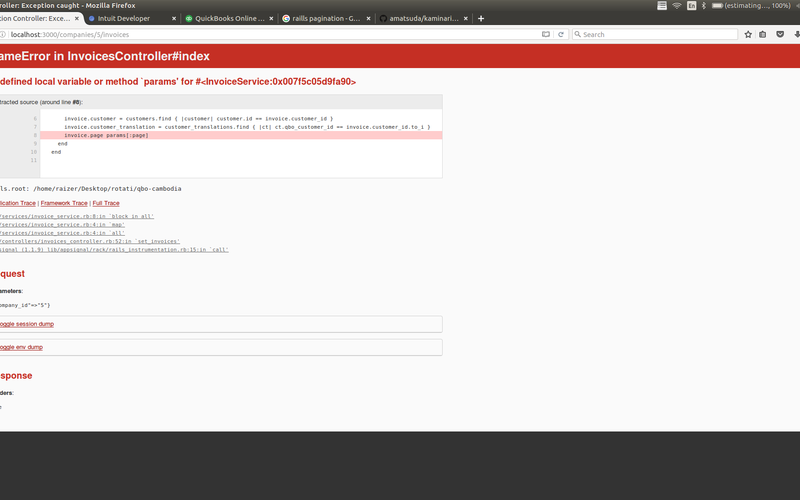 roller: Exception caught - Mozilla Firefox
En
(estimating..., 100%)
tion Controller: Exce... ×
Intuit Developer ×
QuickBooks Online ... ×
raills pagination - G... ×
amatsuda/kaminari... ×
+
localhost:3000/companies/5/invoices
Search
ameError in InvoicesController#index
defined local variable or method `params' for #<InvoiceService:0x007f5c05d9fa90>
tracted source (around line #8):
6 invoice.customer = customers.find { |customer| customer.id == invoice.customer_id }
7 invoice.customer_translation = customer_translations.find { |ct| ct.qbo_customer_id == invoice.customer_id.to_i }
8 invoice.page params[:page]
9 end
10 end
11
ls.root: /home/raizer/Desktop/rotati/qbo-cambodia
lication Trace | Framework Trace | Full Trace
/services/invoice_service.rb:8:in `block in all'
/services/invoice_service.rb:4:in `map'
/services/invoice_service.rb:4:in `all'
/controllers/invoices_controller.rb:52:in `set_invoices'
signal (1.1.9) lib/appsignal/rack/rails_instrumentation.rb:15:in `call'
quest
ameters:
ompany_id"=>"5"}
oggle session dump
oggle env dump
sponse
ders: